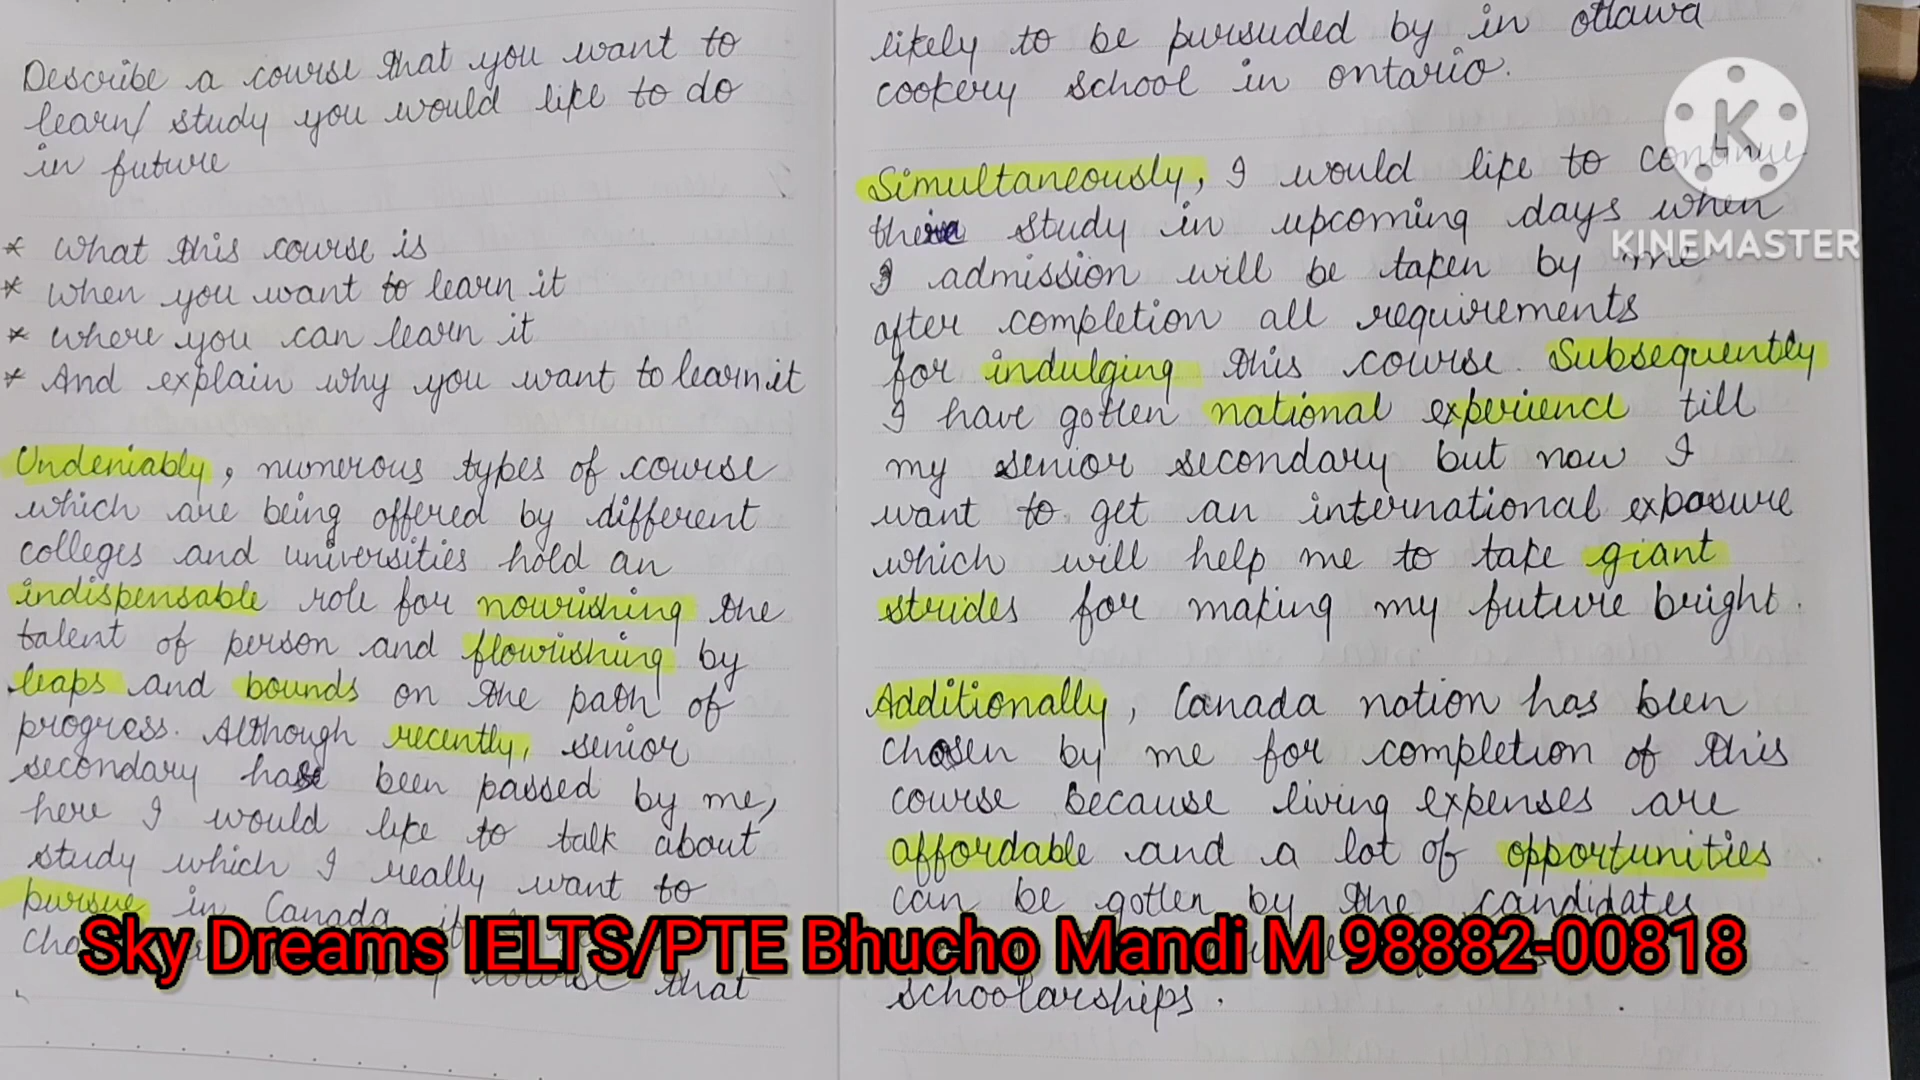 Describe a course that you want to
learn/ study you would like to do
in future
* What this course is
* When you want to learn it
* Where you can learn it
* And explain why you want to learn it
Undeniably, numerous types of course
which are being offered by different
colleges and universities hold an
indispensable role for nourishing the
talent of person and flourishing by
leaps and bounds on the path of
progress. Although recently, senior
secondary has been passed by me,
here I would like to talk about
study which I really want to
pursue in Canada if
course that
likely to be pursuded by in ottawa
cookery school in ontario.
Simultaneously, I would like to continue
study in upcoming days when
I admission will be taken by me
after completion all requirements
for indulging this course. Subsequently
I have gotten national experience till
my senior secondary but now I
want to get an international exposure
which will help me to take giant
strides for making my future bright.
Additionally, Canada nation has been
chosen by me for completion of this
course because living expenses are
affordable and a lot of opportunities
can be gotten by the candidates
schoolarships.
K
KINEMASTER
Sky Dreams IELTS/PTE Bhucho Mandi M 98882-00818